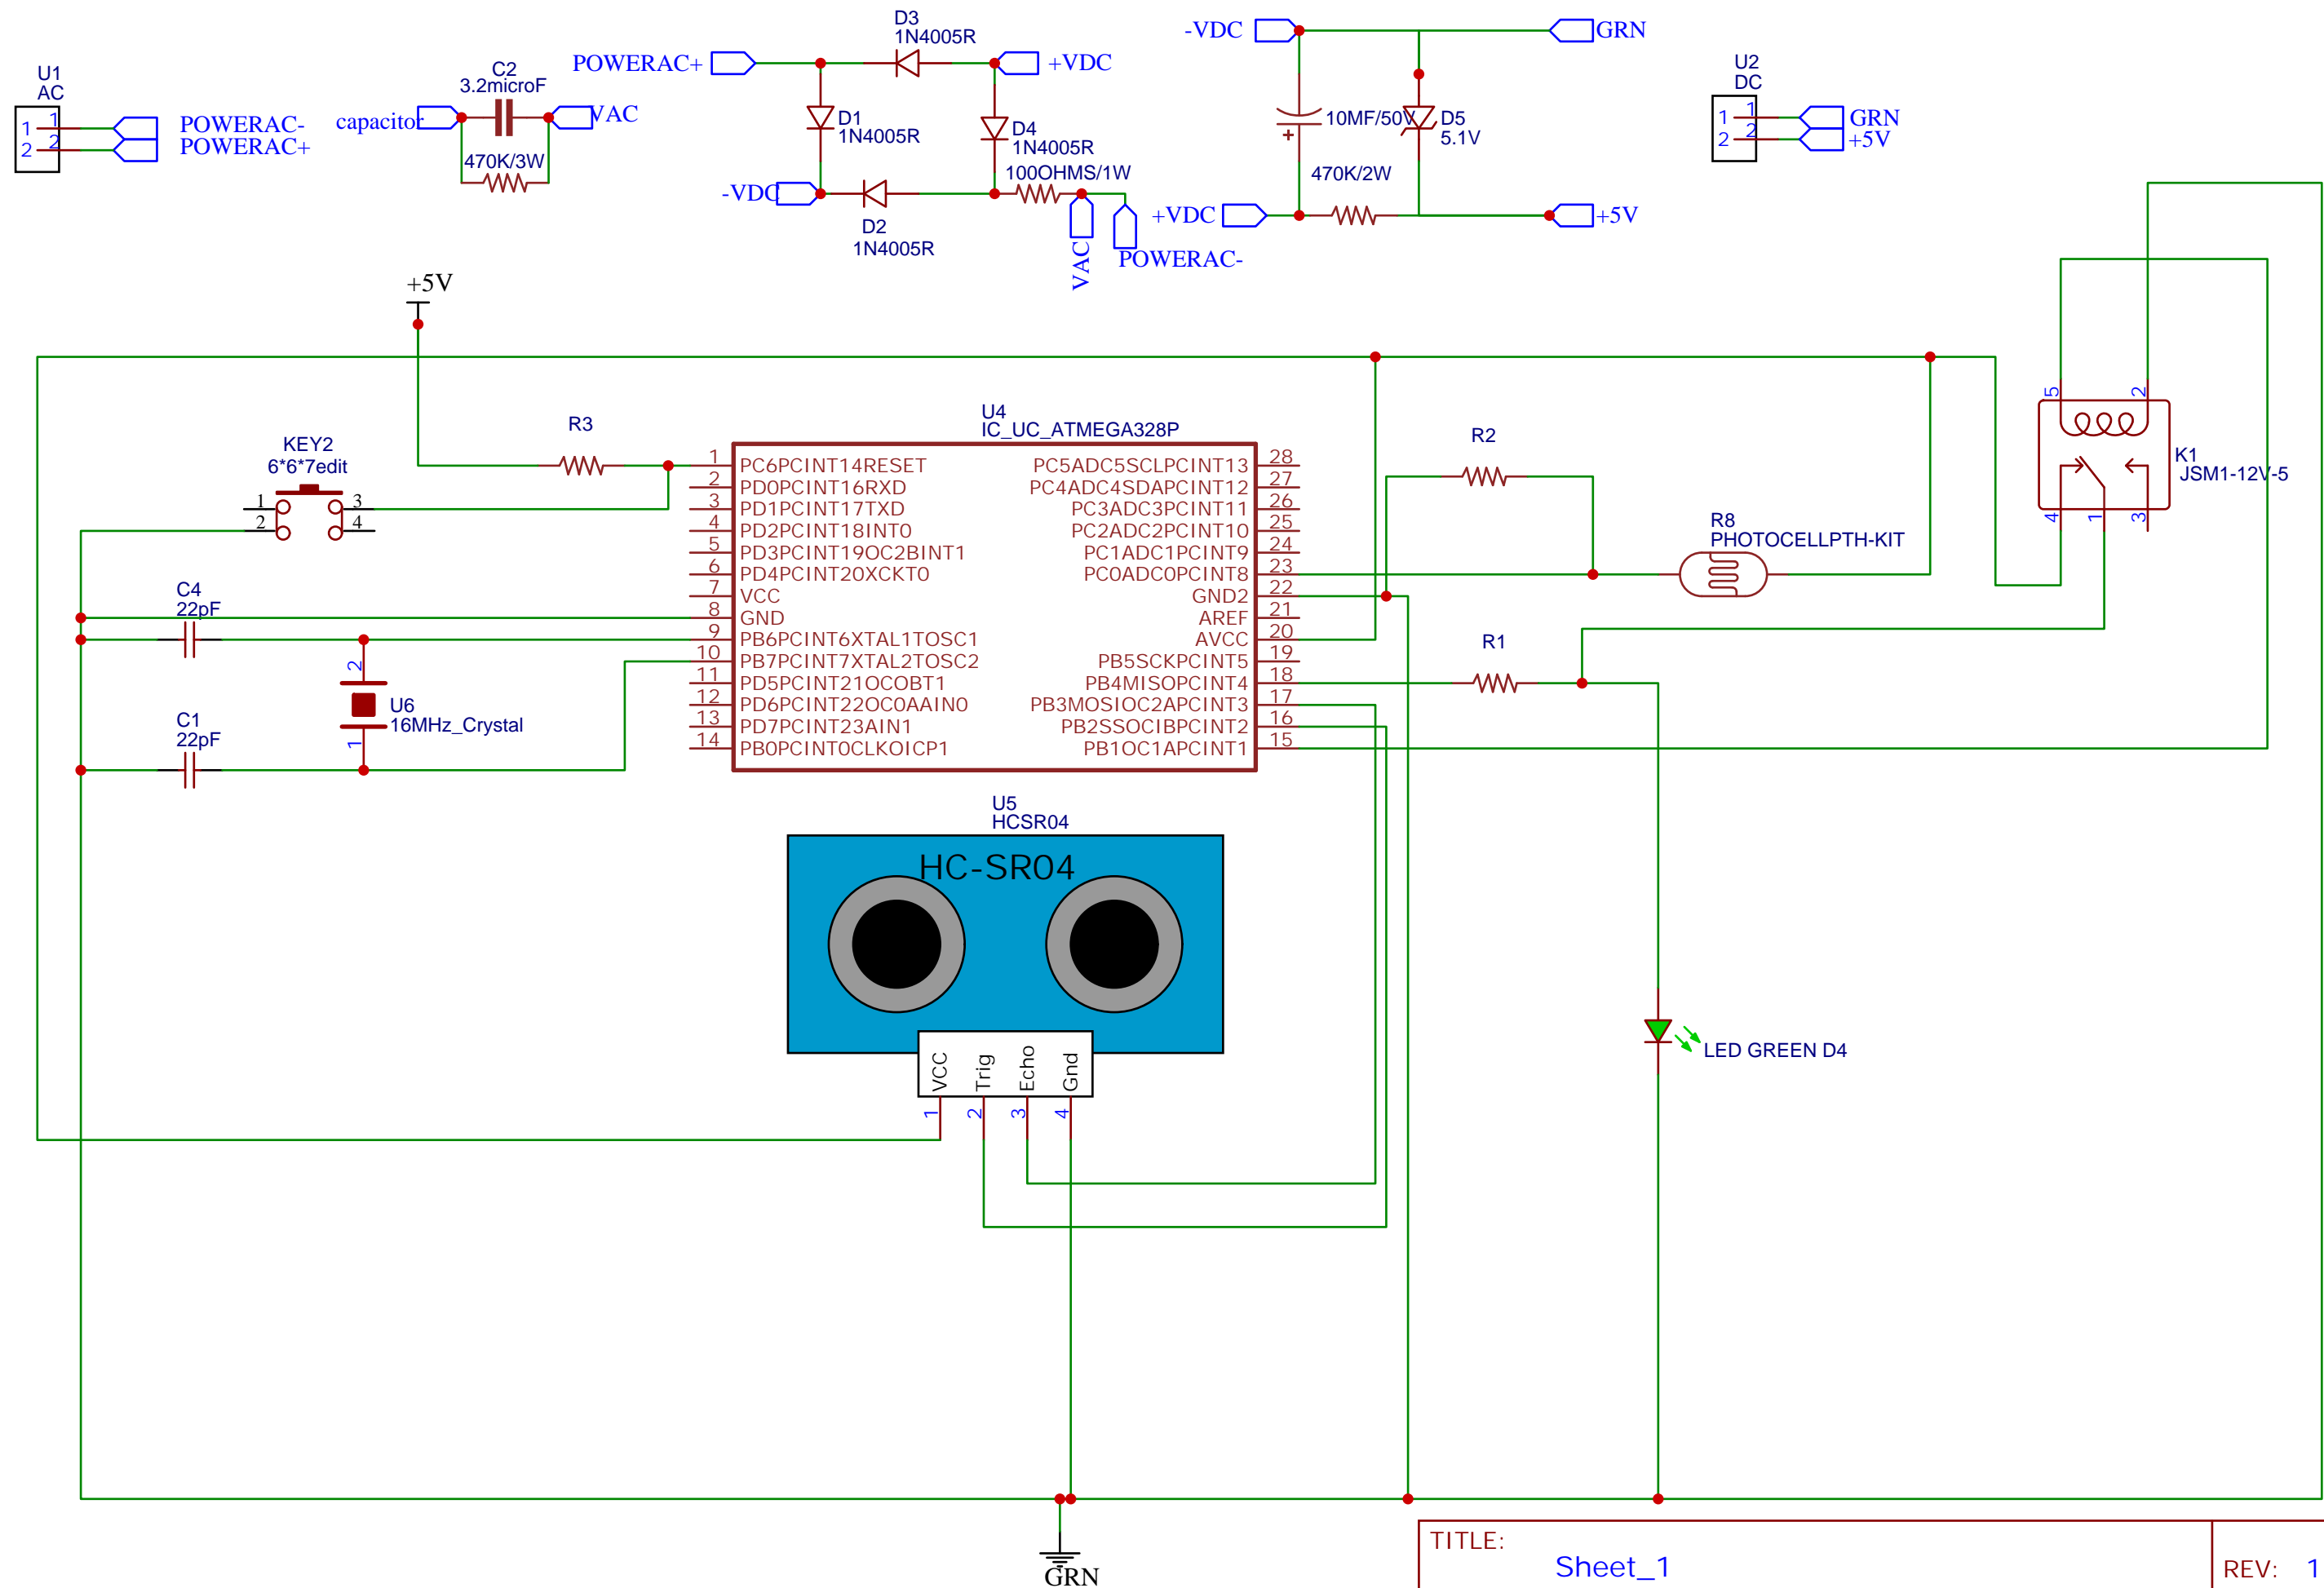 U1
AC
1
1
2
2
POWERAC-
POWERAC+
C2
3.2microF
capacitor
VAC
470K/3W
D3
1N4005R
POWERAC+
+VDC
D1
1N4005R
D4
1N4005R
100OHMS/1W
-VDC
D2
1N4005R
VAC
POWERAC-
-VDC
GRN
10MF/50V
D5
5.1V
470K/2W
+VDC
+5V
U2
DC
1
1
2
2
GRN
+5V
+5V
R3
KEY2
6*6*7edit
1
2
3
4
C4
22pF
C1
22pF
2
1
U6
16MHz_Crystal
U4
IC_UC_ATMEGA328P
1 PC6PCINT14RESET
2 PD0PCINT16RXD
3 PD1PCINT17TXD
4 PD2PCINT18INT0
5 PD3PCINT19OC2BINT1
6 PD4PCINT20XCKT0
7 VCC
8 GND
9 PB6PCINT6XTAL1TOSC1
10 PB7PCINT7XTAL2TOSC2
11 PD5PCINT21OCOBT1
12 PD6PCINT22OC0AAIN0
13 PD7PCINT23AIN1
14 PB0PCINT0CLKOICP1
PC5ADC5SCLPCINT13 28
PC4ADC4SDAPCINT12 27
PC3ADC3PCINT11 26
PC2ADC2PCINT10 25
PC1ADC1PCINT9 24
PC0ADC0PCINT8 23
GND2 22
AREF 21
AVCC 20
PB5SCKPCINT5 19
PB4MISOPCINT4 18
PB3MOSIOC2APCINT3 17
PB2SSOCIBPCINT2 16
PB1OC1APCINT1 15
R2
R8
PHOTOCELLPTH-KIT
R1
5
2
K1
JSM1-12V-5
4
1
3
U5
HCSR04
HC-SR04
VCC
Trig
Echo
Gnd
1
2
3
4
LED GREEN D4
GRN
TITLE:
Sheet_1
REV: 1